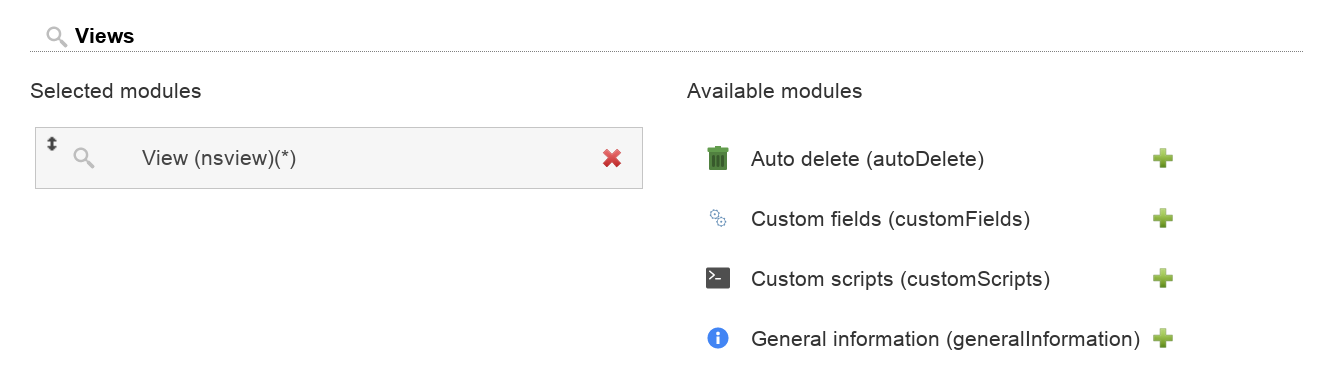 Views
Selected modules
View (nsview)(*)
Available modules
Auto delete (autoDelete)
Custom fields (customFields)
Custom scripts (customScripts)
General information (generalInformation)